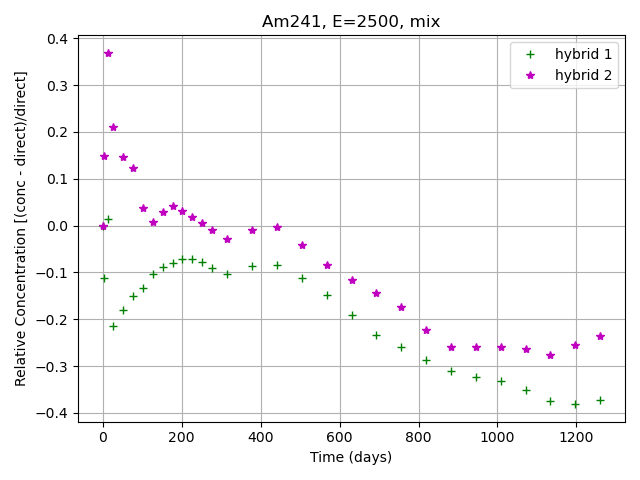 Am241, E=2500, mix
hybrid 1
hybrid 2
Relative Concentration [(conc - direct)/direct]
0.4
0.3
0.2
0.1
0.0
−0.1
−0.2
−0.3
−0.4
0 200 400 600 800 1000 1200
Time (days)